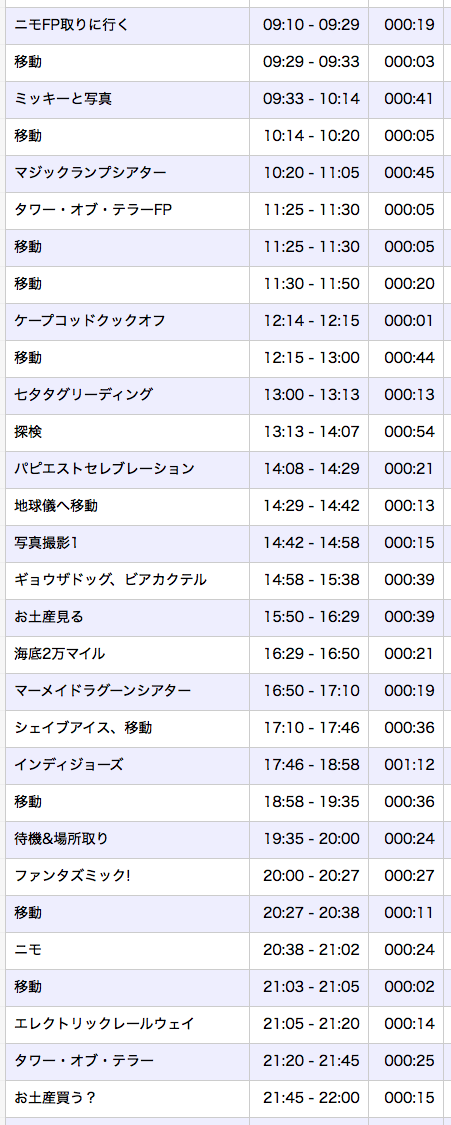 ニモFP取りに行く 09:10 - 09:29 000:19
移動 09:29 - 09:33 000:03
ミッキーと写真 09:33 - 10:14 000:41
移動 10:14 - 10:20 000:05
マジックランプシアター 10:20 - 11:05 000:45
タワー・オブ・テラーFP 11:25 - 11:30 000:05
移動 11:25 - 11:30 000:05
移動 11:30 - 11:50 000:20
ケープコッドクックオフ 12:14 - 12:15 000:01
移動 12:15 - 13:00 000:44
七タタグリーディング 13:00 - 13:13 000:13
探検 13:13 - 14:07 000:54
パピエストセレブレーション 14:08 - 14:29 000:21
地球儀へ移動 14:29 - 14:42 000:13
写真撮影1 14:42 - 14:58 000:15
ギョウザドッグ、ビアカクテル 14:58 - 15:38 000:39
お土産見る 15:50 - 16:29 000:39
海底2万マイル 16:29 - 16:50 000:21
マーメイドラグーンシアター 16:50 - 17:10 000:19
シェイブアイス、移動 17:10 - 17:46 000:36
インディジョーズ 17:46 - 18:58 001:12
移動 18:58 - 19:35 000:36
待機&場所取り 19:35 - 20:00 000:24
ファンタズミック! 20:00 - 20:27 000:27
移動 20:27 - 20:38 000:11
ニモ 20:38 - 21:02 000:24
移動 21:03 - 21:05 000:02
エレクトリックレールウェイ 21:05 - 21:20 000:14
タワー・オブ・テラー 21:20 - 21:45 000:25
お土産買う？ 21:45 - 22:00 000:15